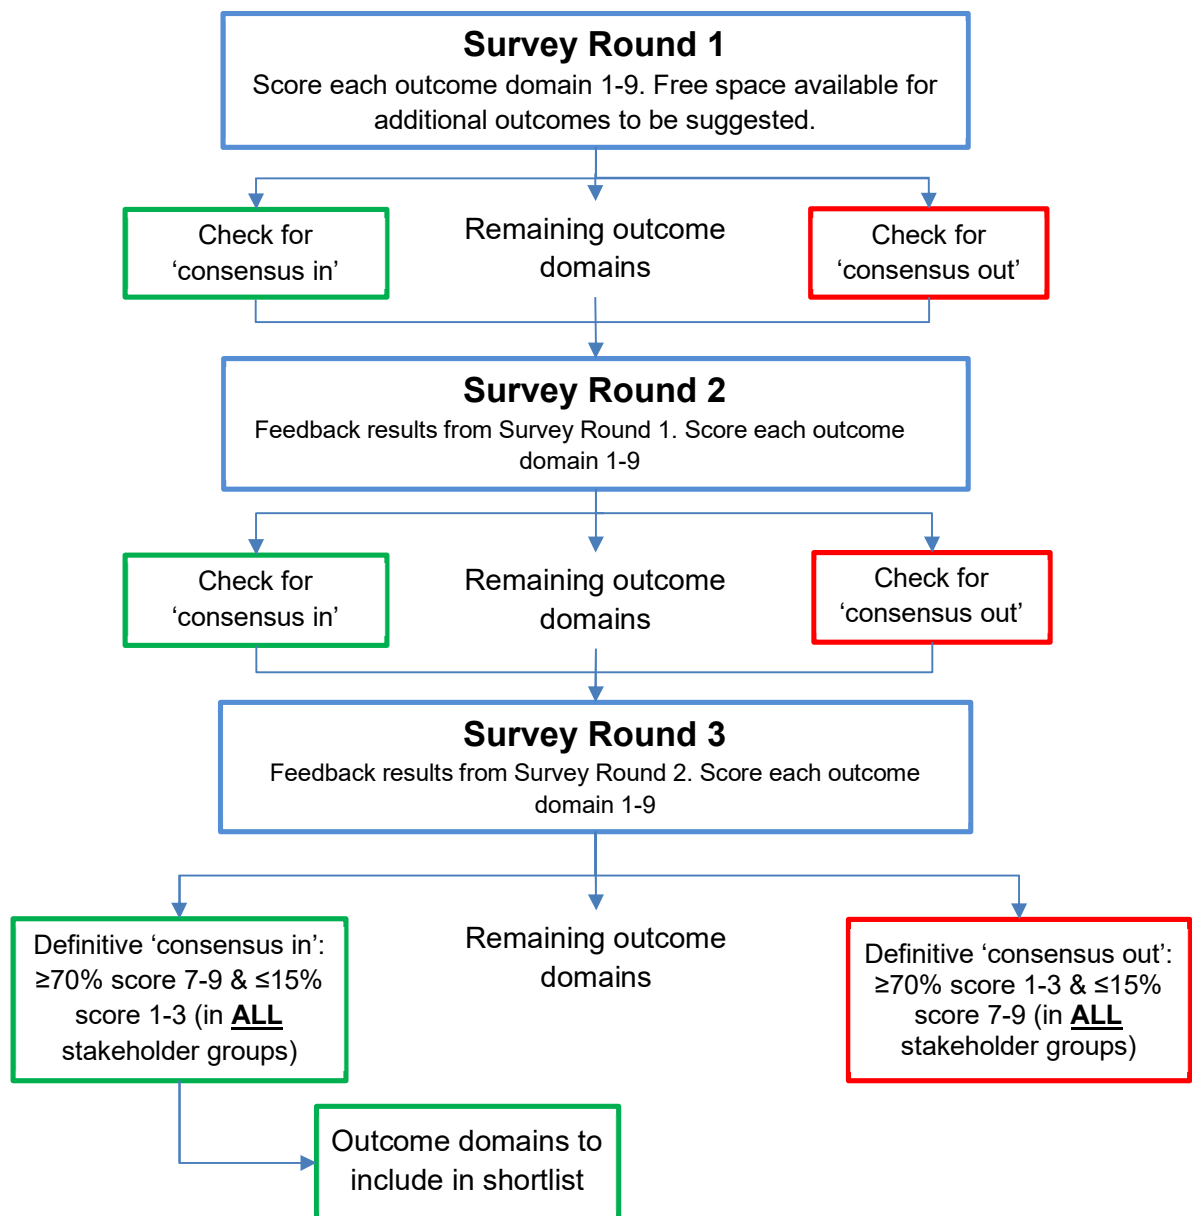 Survey Round 1
Score each outcome domain 1-9. Free space available for
additional outcomes to be suggested.
Check for
‘consensus in’
Remaining outcome
domains
Check for
‘consensus out’
Survey Round 2
Feedback results from Survey Round 1. Score each outcome
domain 1-9
Check for
‘consensus in’
Remaining outcome
domains
Check for
‘consensus out’
Survey Round 3
Feedback results from Survey Round 2. Score each outcome
domain 1-9
Definitive ‘consensus in’:
≥70% score 7-9 & ≤15%
score 1-3 (in ALL
stakeholder groups)
Remaining outcome
domains
Definitive ‘consensus out’:
≥70% score 1-3 & ≤15%
score 7-9 (in ALL
stakeholder groups)
Outcome domains to
include in shortlist